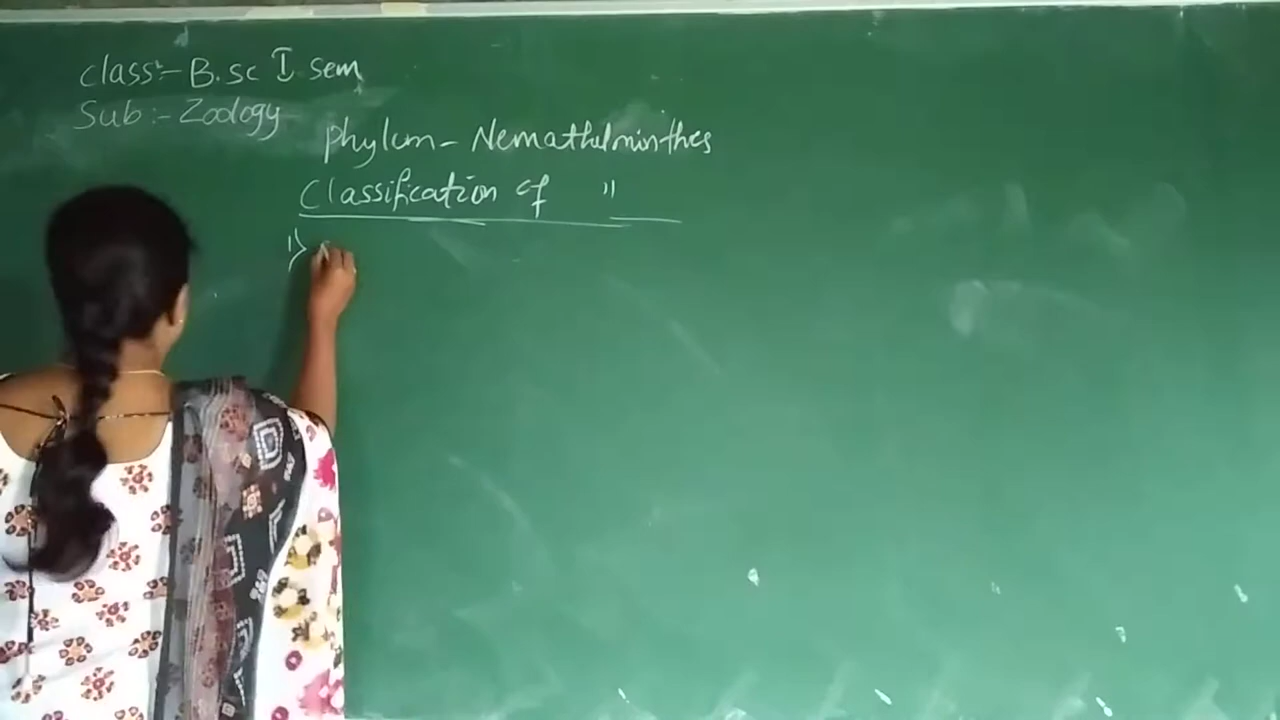 class:- B.sc I sem
Sub:- Zoology
phylum- Nemathelminthes
Classification of "
1)